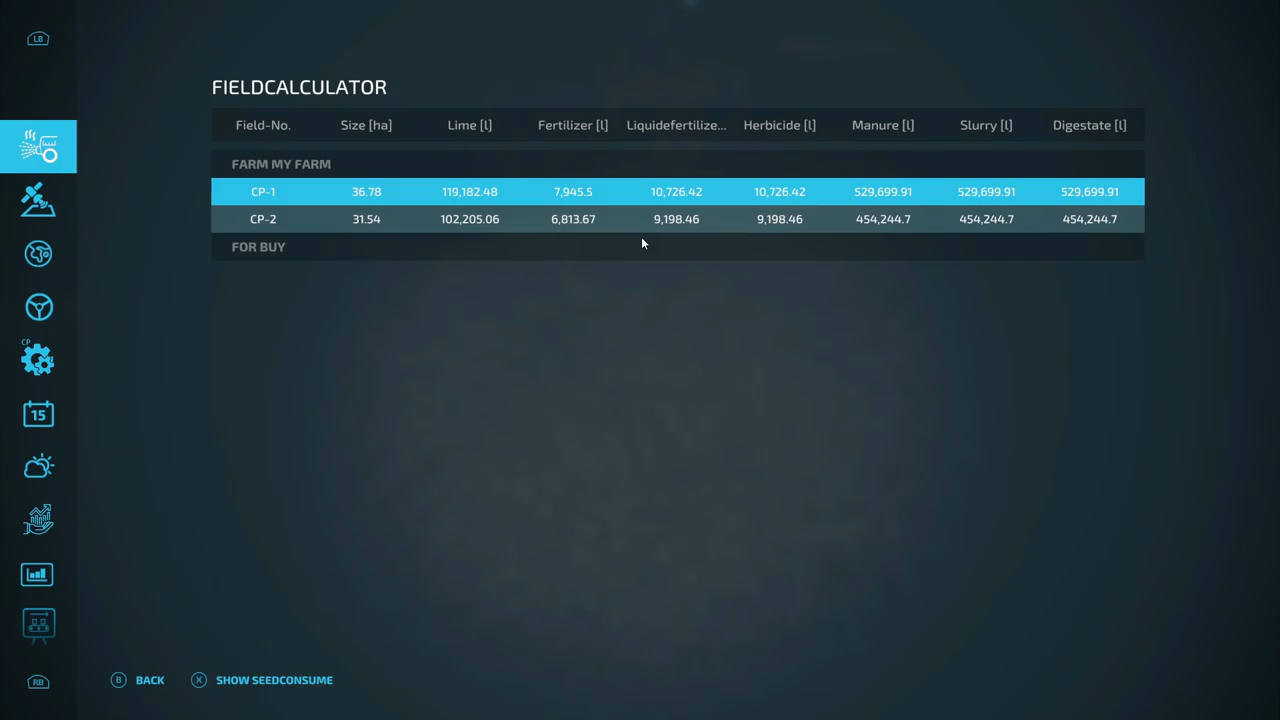 LB
FIELDCALCULATOR
Field-No. Size [ha] Lime [l] Fertilizer [l] Liquidefertilize... Herbicide [l] Manure [l] Slurry [l] Digestate [l]
FARM MY FARM
CP-1 36.78 119,182.48 7,945.5 10,726.42 10,726.42 529,699.91 529,699.91 529,699.91
CP-2 31.54 102,205.06 6,813.67 9,198.46 9,198.46 454,244.7 454,244.7 454,244.7
FOR BUY
CP
15
B BACK X SHOW SEEDCONSUME
RB